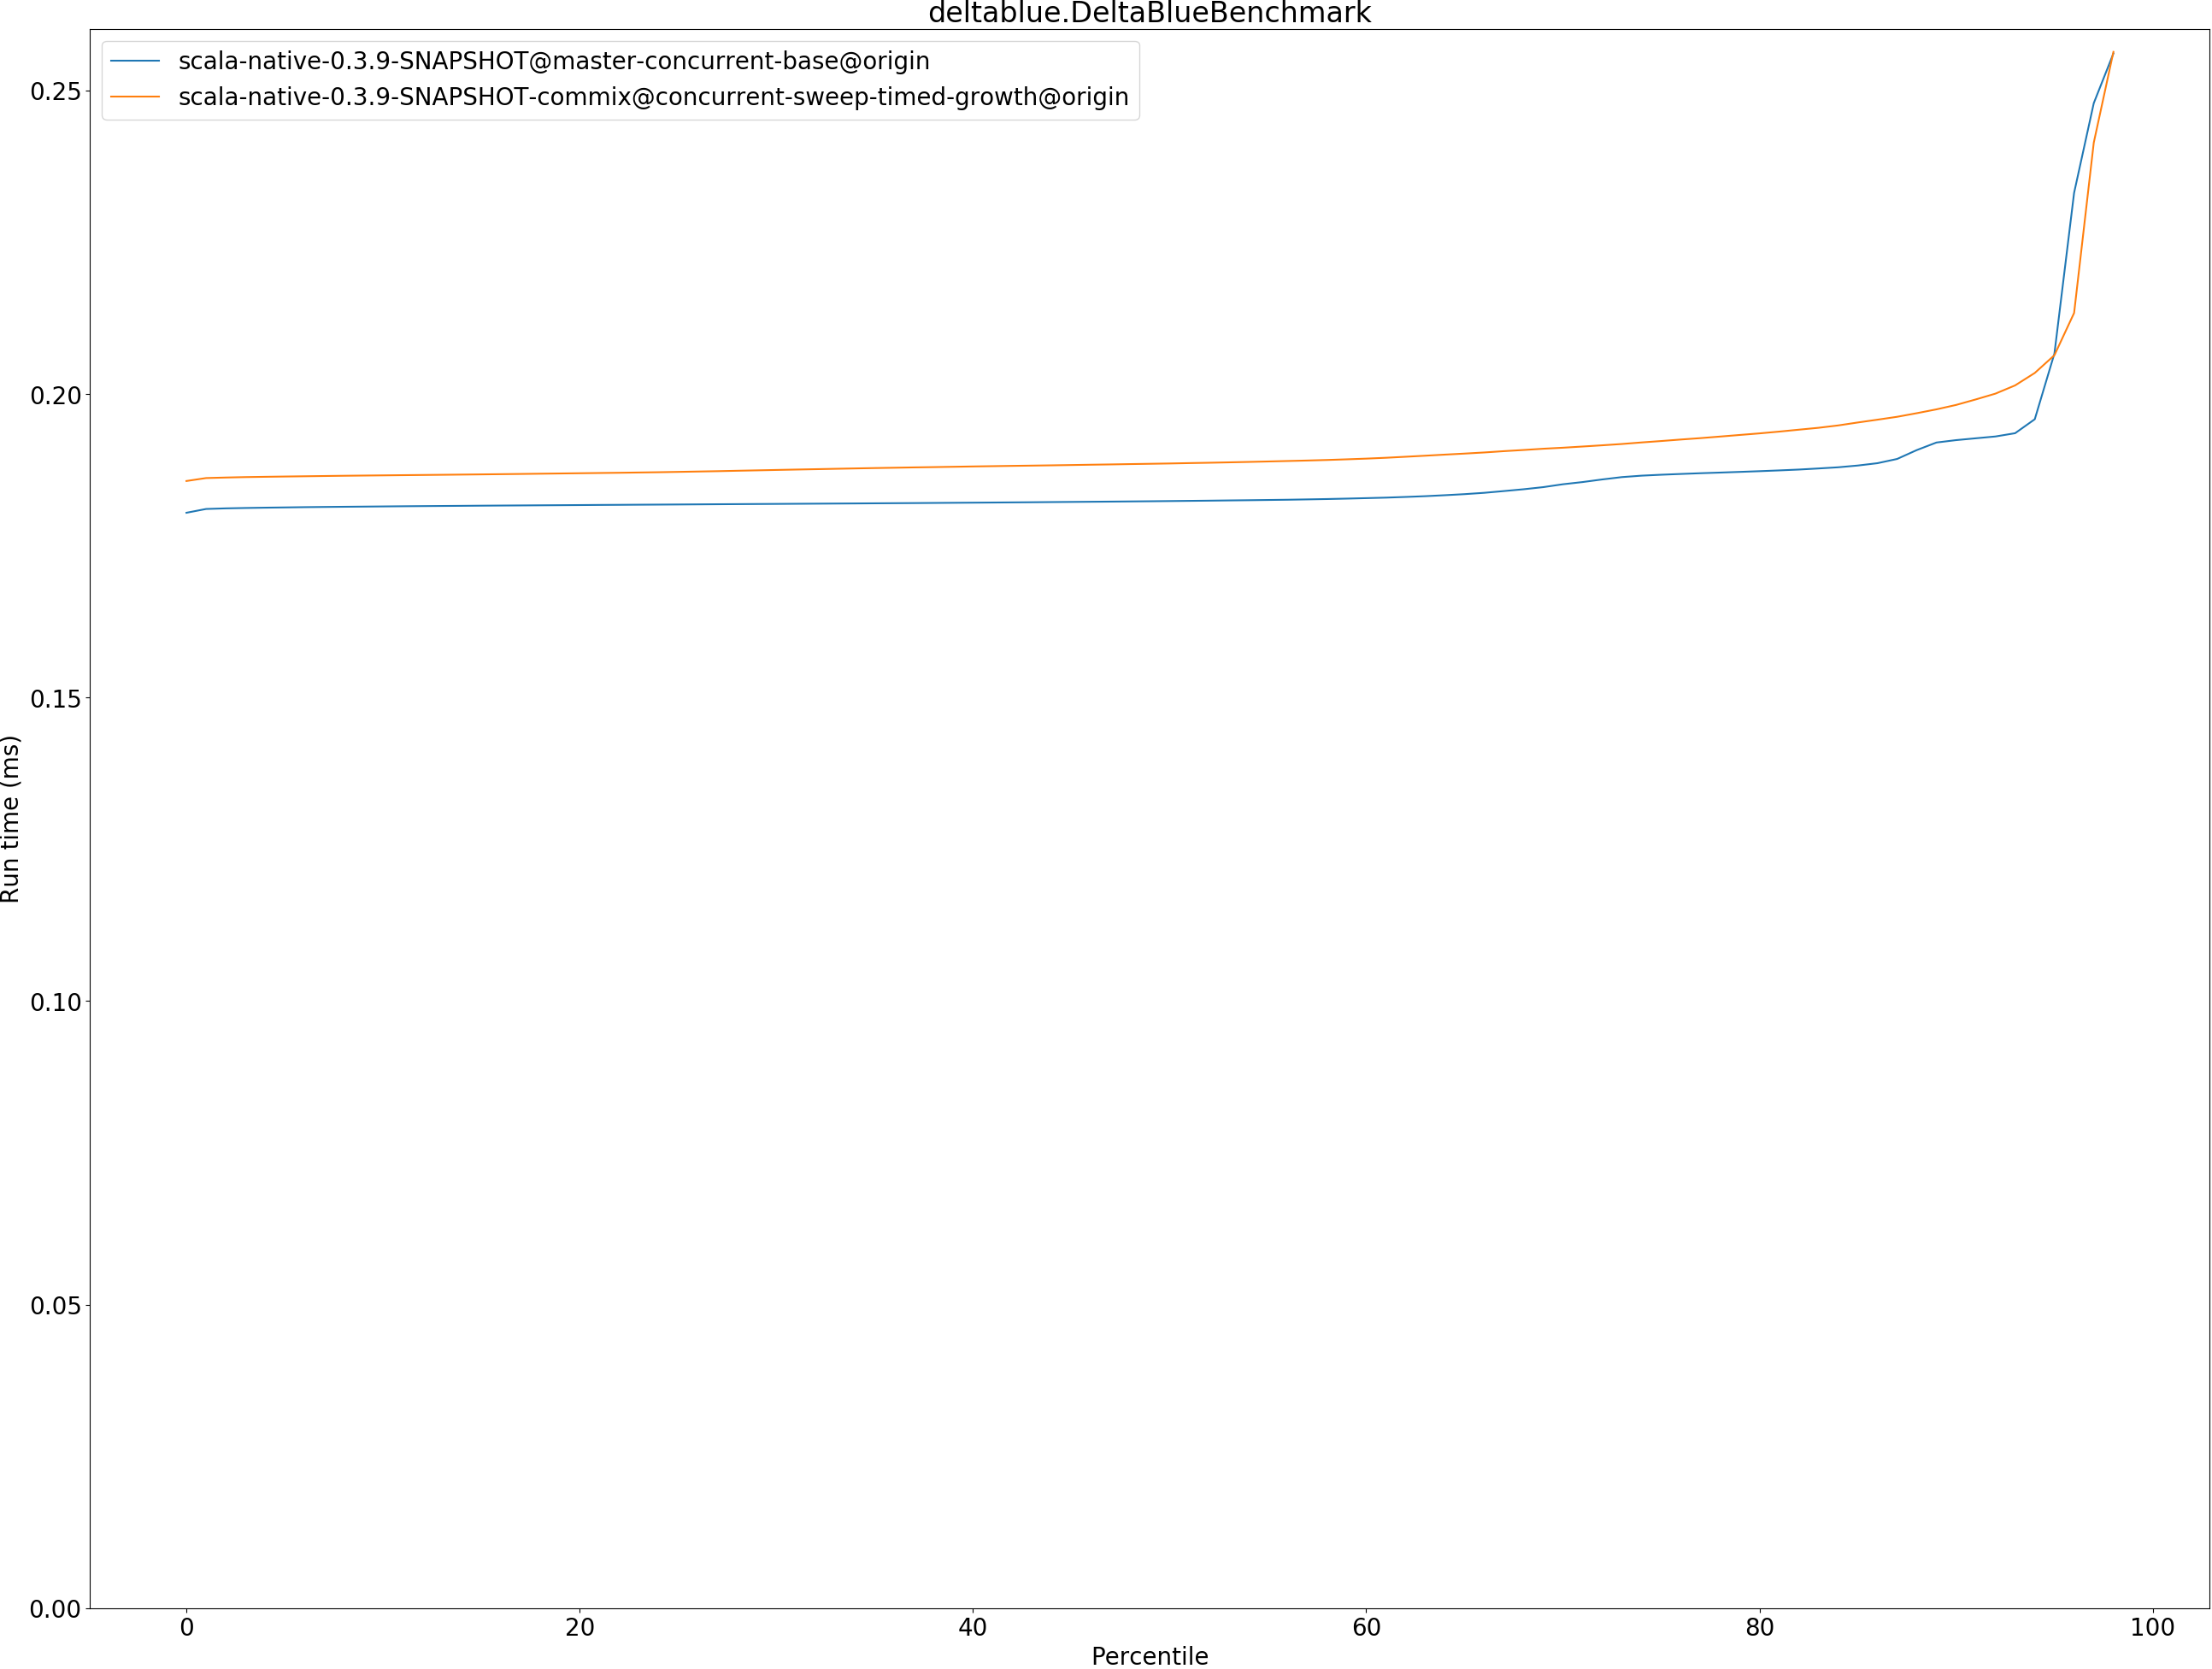 deltablue.DeltaBlueBenchmark
scala-native-0.3.9-SNAPSHOT@master-concurrent-base@origin
scala-native-0.3.9-SNAPSHOT-commix@concurrent-sweep-timed-growth@origin
0.25
0.20
0.15
0.10
0.05
0.00
Run time (ms)
0 20 40 60 80 100
Percentile